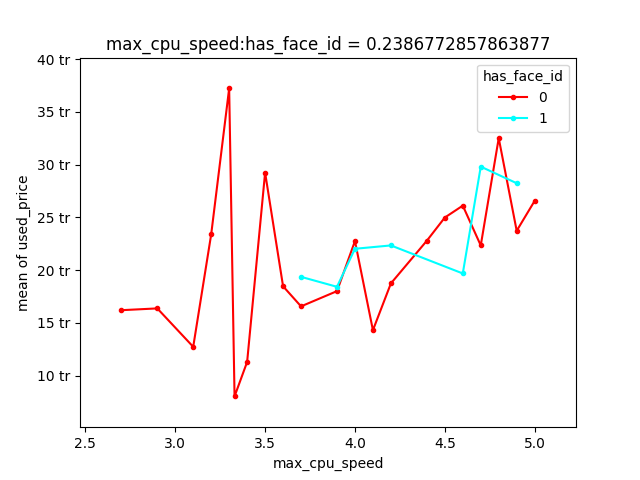 max_cpu_speed:has_face_id = 0.2386772857863877
40 tr
35 tr
30 tr
25 tr
20 tr
15 tr
10 tr
mean of used_price
has_face_id
0
1
2.5 3.0 3.5 4.0 4.5 5.0
max_cpu_speed